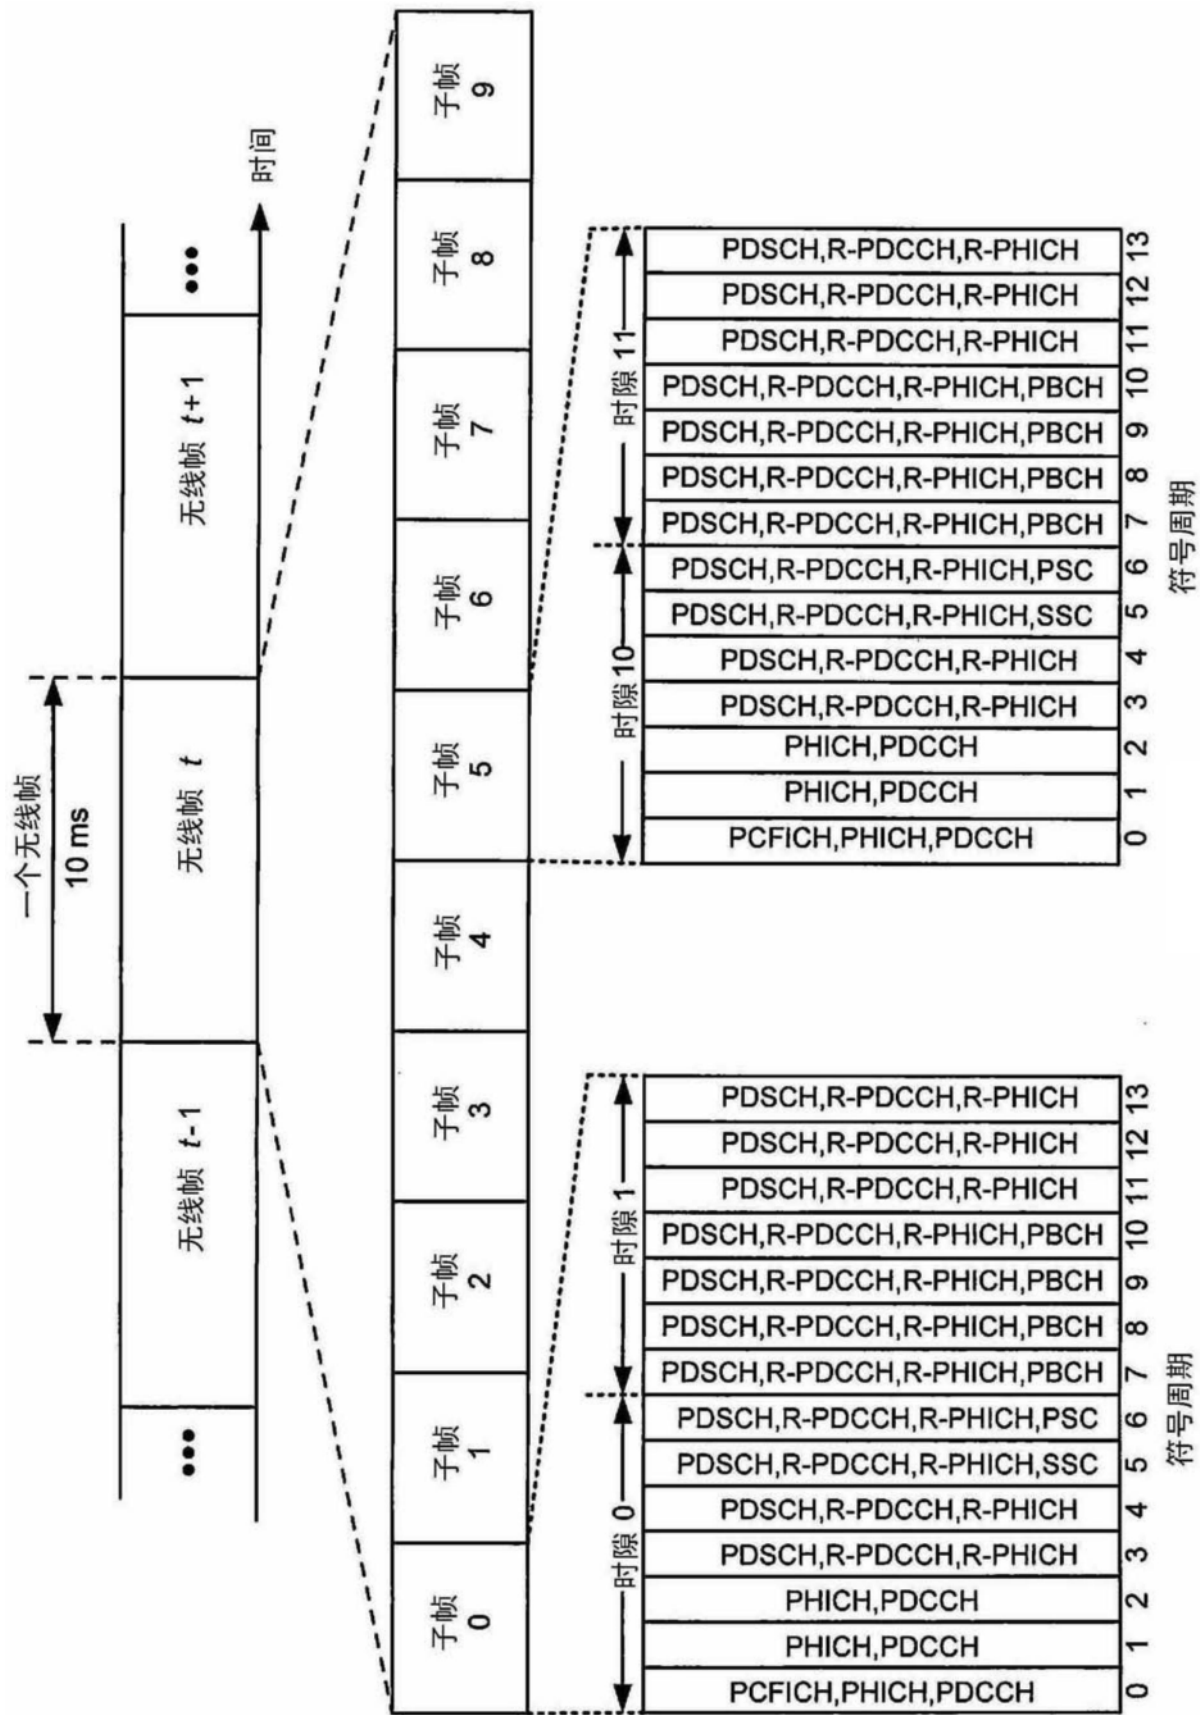 一个无线帧
10 ms
无线帧 t-1
无线帧 t
无线帧 t+1
时间
子帧
0
子帧
1
子帧
2
子帧
3
子帧
4
子帧
5
子帧
6
子帧
7
子帧
8
子帧
9
时隙 0
时隙 1
PCFICH,PHICH,PDCCH
PHICH,PDCCH
PHICH,PDCCH
PDSCH,R-PDCCH,R-PHICH
PDSCH,R-PDCCH,R-PHICH
PDSCH,R-PDCCH,R-PHICH,SSC
PDSCH,R-PDCCH,R-PHICH,PSC
PDSCH,R-PDCCH,R-PHICH,PBCH
PDSCH,R-PDCCH,R-PHICH,PBCH
PDSCH,R-PDCCH,R-PHICH,PBCH
PDSCH,R-PDCCH,R-PHICH,PBCH
PDSCH,R-PDCCH,R-PHICH
PDSCH,R-PDCCH,R-PHICH
PDSCH,R-PDCCH,R-PHICH
0 1 2 3 4 5 6 7 8 9 10 11 12 13
符号周期
时隙 10
时隙 11
PCFICH,PHICH,PDCCH
PHICH,PDCCH
PHICH,PDCCH
PDSCH,R-PDCCH,R-PHICH
PDSCH,R-PDCCH,R-PHICH
PDSCH,R-PDCCH,R-PHICH,SSC
PDSCH,R-PDCCH,R-PHICH,PSC
PDSCH,R-PDCCH,R-PHICH,PBCH
PDSCH,R-PDCCH,R-PHICH,PBCH
PDSCH,R-PDCCH,R-PHICH,PBCH
PDSCH,R-PDCCH,R-PHICH,PBCH
PDSCH,R-PDCCH,R-PHICH
PDSCH,R-PDCCH,R-PHICH
PDSCH,R-PDCCH,R-PHICH
0 1 2 3 4 5 6 7 8 9 10 11 12 13
符号周期